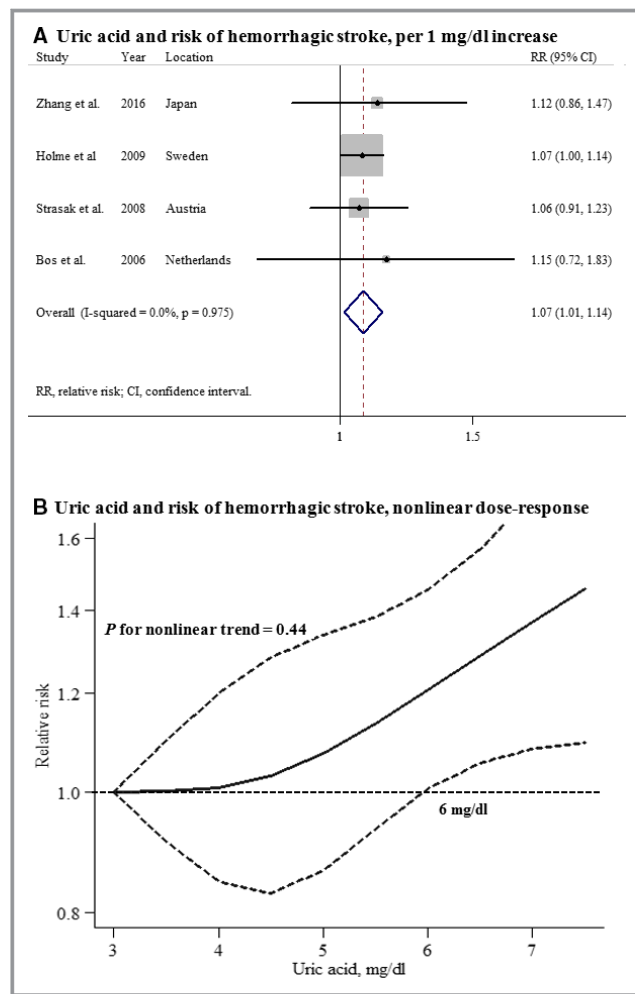 A Uric acid and risk of hemorrhagic stroke, per 1 mg/dl increase
Study Year Location RR (95% CI)
Zhang et al. 2016 Japan 1.12 (0.86, 1.47)
Holme et al 2009 Sweden 1.07 (1.00, 1.14)
Strasak et al. 2008 Austria 1.06 (0.91, 1.23)
Bos et al. 2006 Netherlands 1.15 (0.72, 1.83)
Overall (I-squared = 0.0%, p = 0.975) 1.07 (1.01, 1.14)
RR, relative risk; CI, confidence interval.
1 1.5
B Uric acid and risk of hemorrhagic stroke, nonlinear dose-response
1.6
1.4
P for nonlinear trend = 0.44
1.2
Relative risk
1.0
6 mg/dl
0.8
3 4 5 6 7
Uric acid, mg/dl